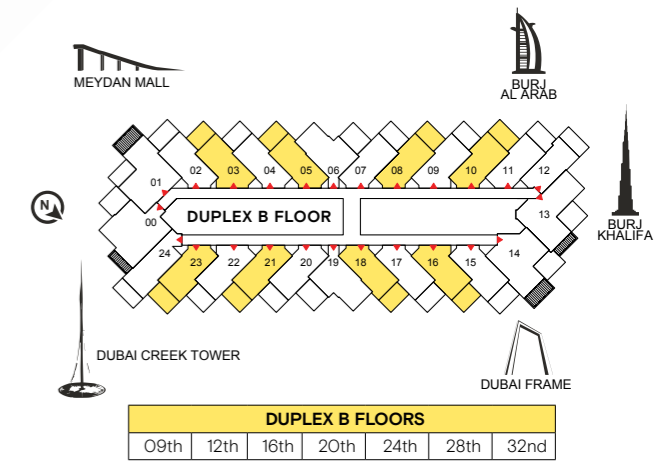 MEYDAN MALL
BURJ
AL ARAB
01
02
03
04
05
06
07
08
09
10
11
12
N
00
DUPLEX B FLOOR
13
BURJ
KHALIFA
24
23
22
21
20
19
18
17
16
15
14
DUBAI CREEK TOWER
DUBAI FRAME
DUPLEX B FLOORS
09th 12th 16th 20th 24th 28th 32nd